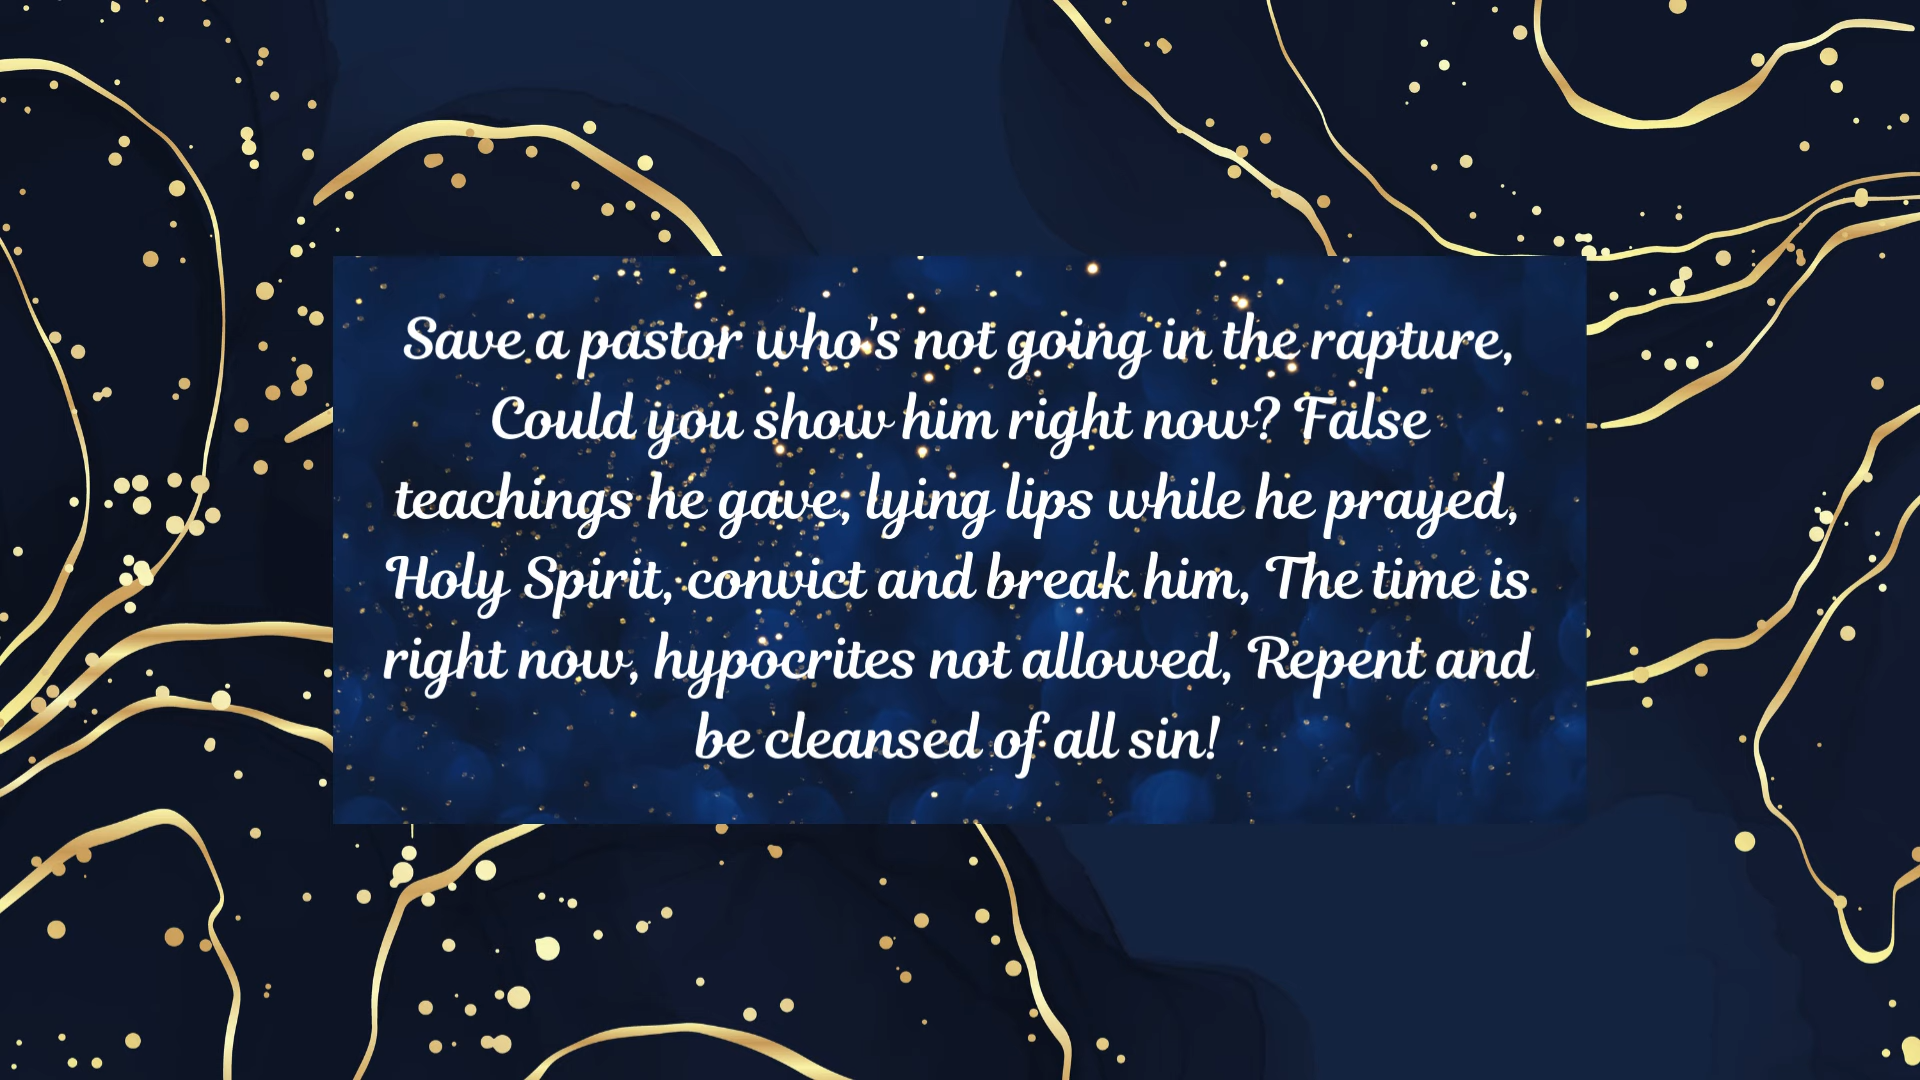 Save a pastor who's not going in the rapture,
Could you show him right now? False
teachings he gave, lying lips while he prayed,
Holy Spirit, convict and break him, The time is
right now, hypocrites not allowed, Repent and
be cleansed of all sin!